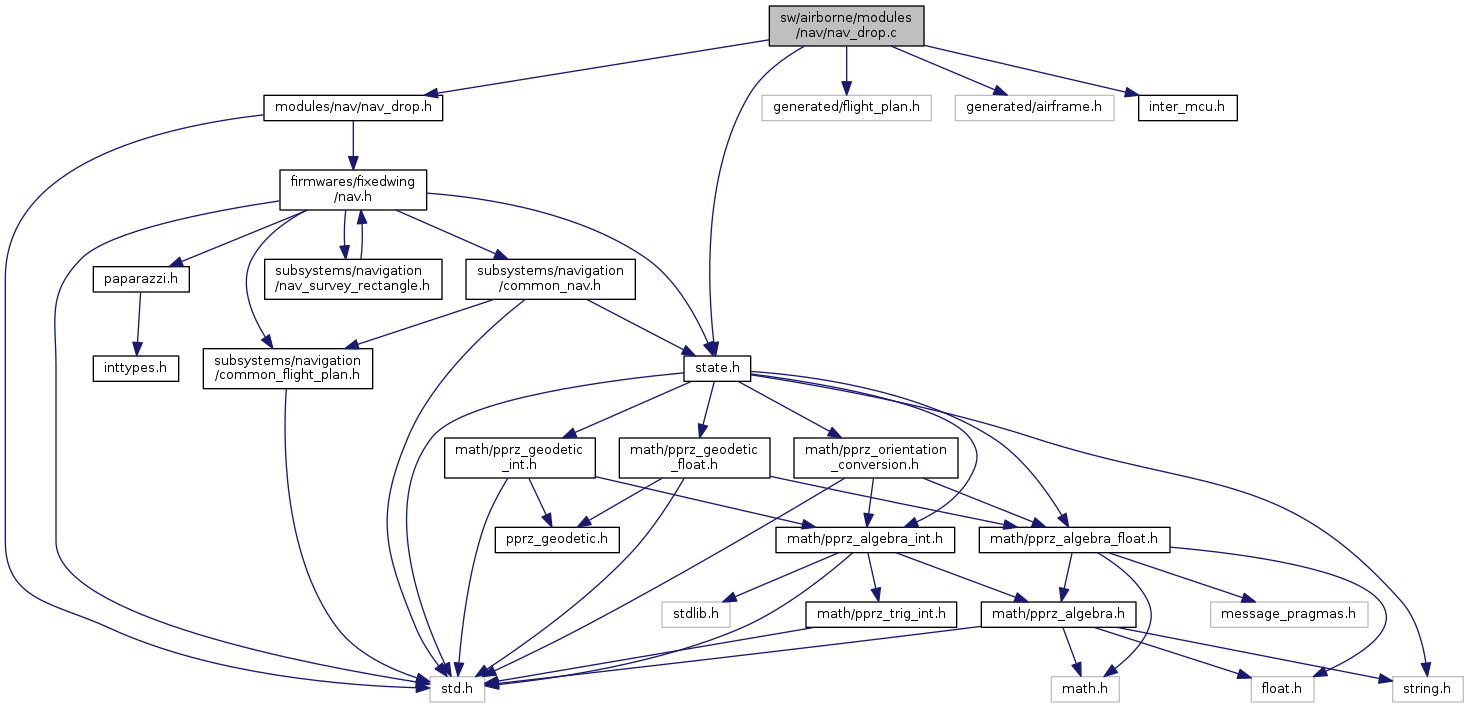 sw/airborne/modules
/nav/nav_drop.c
modules/nav/nav_drop.h
generated/flight_plan.h
generated/airframe.h
inter_mcu.h
firmwares/fixedwing
/nav.h
paparazzi.h
subsystems/navigation
/nav_survey_rectangle.h
subsystems/navigation
/common_nav.h
inttypes.h
subsystems/navigation
/common_flight_plan.h
state.h
math/pprz_geodetic
_int.h
math/pprz_geodetic
_float.h
math/pprz_orientation
_conversion.h
pprz_geodetic.h
math/pprz_algebra_int.h
math/pprz_algebra_float.h
stdlib.h
math/pprz_trig_int.h
math/pprz_algebra.h
message_pragmas.h
std.h
math.h
float.h
string.h